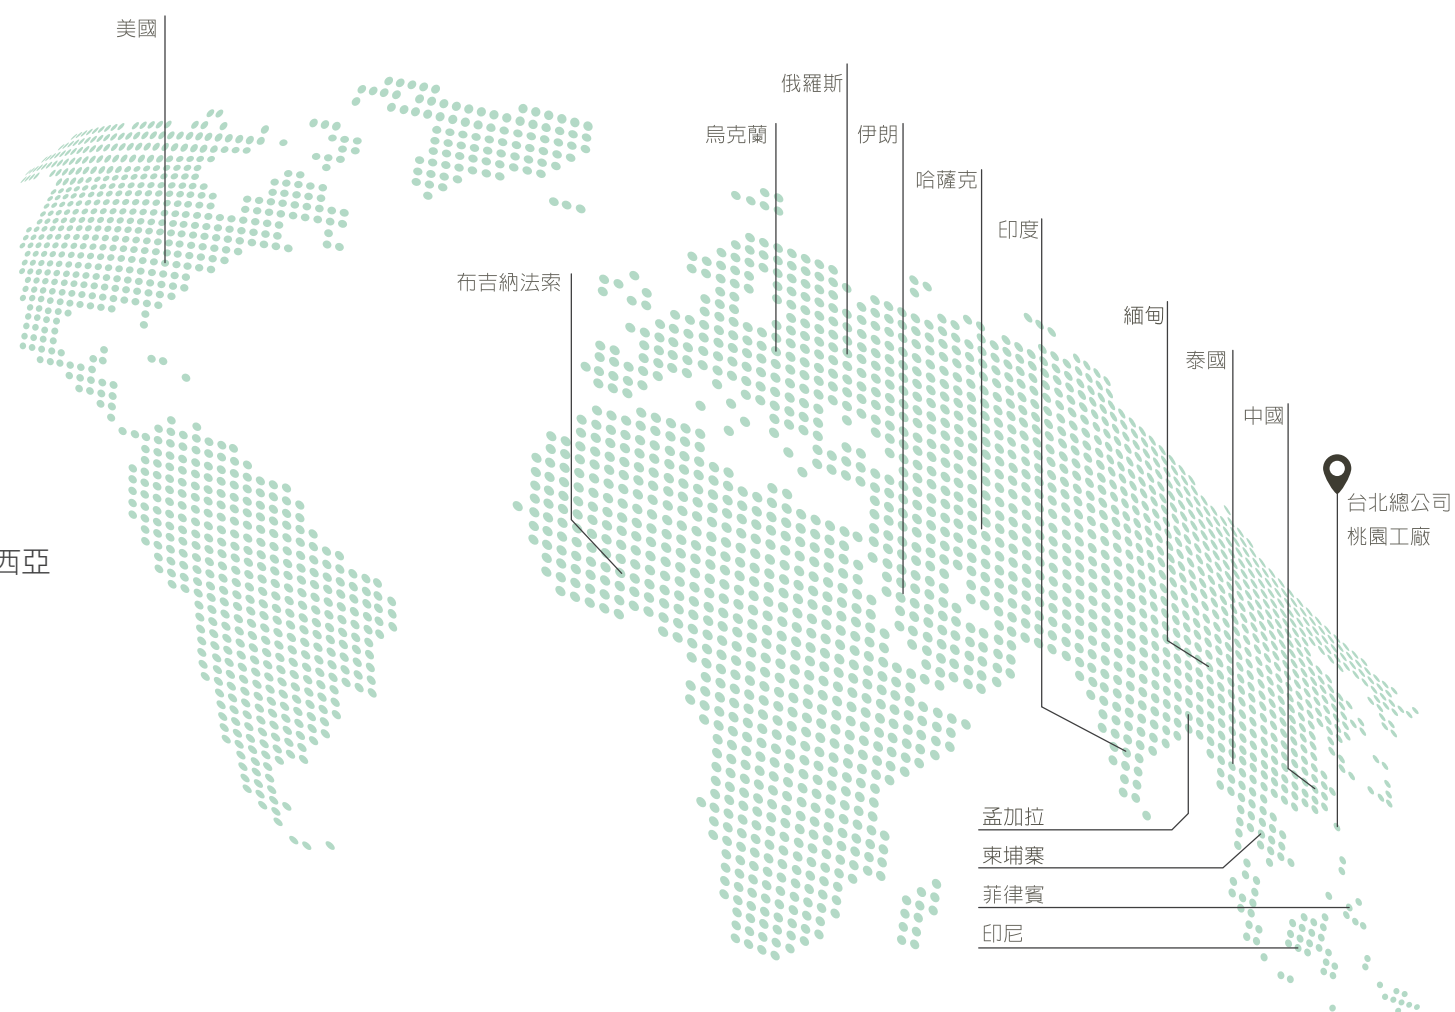 美國
俄羅斯
烏克蘭
伊朗
哈薩克
印度
布吉納法索
緬甸
泰國
中國
台北總公司
桃園工廠
西亞
孟加拉
柬埔寨
菲律賓
印尼